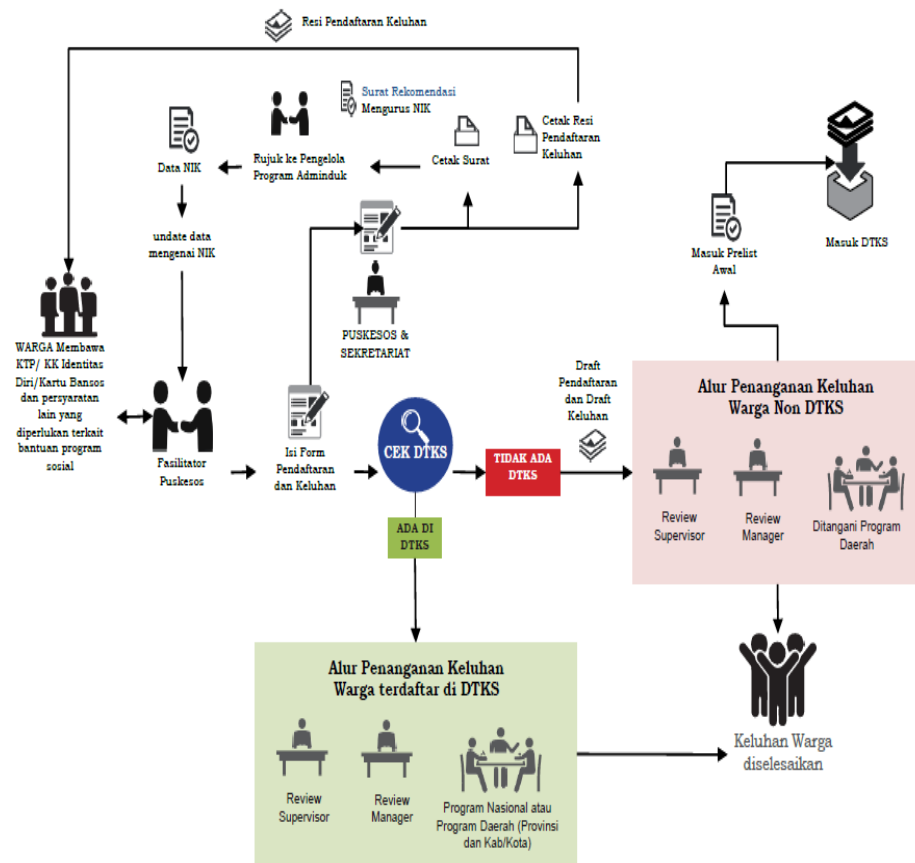 Resi Pendaftaran Keluhan
Surat Rekomendasi
Mengurus NIK
Data NIK
Rujuk ke Pengelola
Program Adminduk
Cetak Surat
Cetak Resi
Pendaftaran
Keluhan
undate data
mengenai NIK
Masuk Prelist
Awal
Masuk DTKS
WARGA Membawa
KTP/ KK Identitas
Diri/Kartu Bansos
dan persyaratan
lain yang
diperlukan terkait
bantuan program
sosial
PUSKESOS &
SEKRETARIAT
Fasilitator
Puskesos
Isi Form
Pendaftaran
dan Keluhan
CEK DTKS
TIDAK ADA
DTKS
ADA DI
DTKS
Draft
Pendaftaran
dan Draft
Keluhan
Alur Penanganan Keluhan
Warga Non DTKS
Review
Supervisor
Review
Manager
Ditangani Program
Daerah
Alur Penanganan Keluhan
Warga terdaftar di DTKS
Review
Supervisor
Review
Manager
Program Nasional atau
Program Daerah (Provinsi
dan Kab/Kota)
Keluhan Warga
diselesaikan